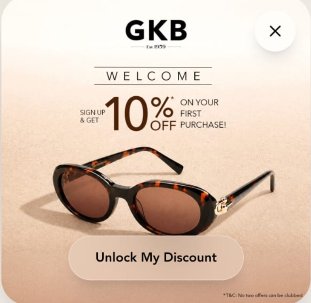 GKB
Est 1959
WELCOME
SIGN UP
& GET
10%*
OFF
ON YOUR
FIRST
PURCHASE!
Unlock My Discount
*T&C: No two offers can be clubbed